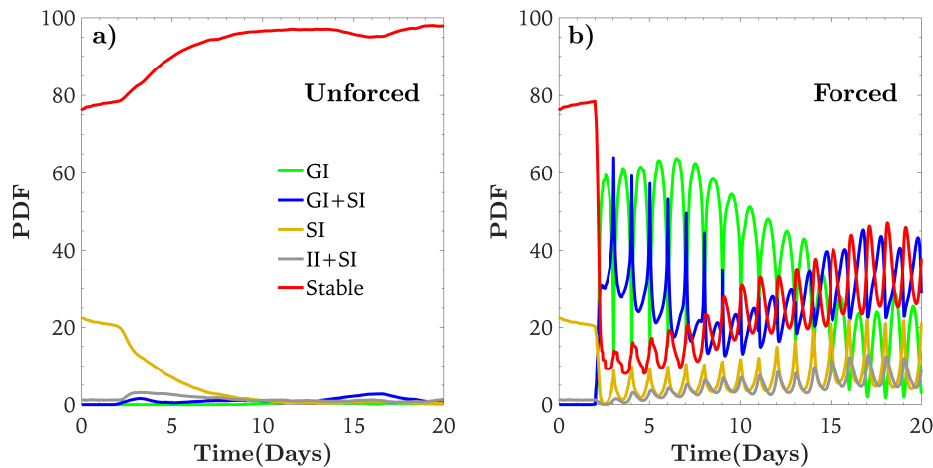 a)
Unforced
PDF
100
80
60
40
20
0
GI
GI+SI
SI
II+SI
Stable
0 5 10 15 20
Time(Days)
b)
Forced
PDF
100
80
60
40
20
0
0 5 10 15 20
Time(Days)